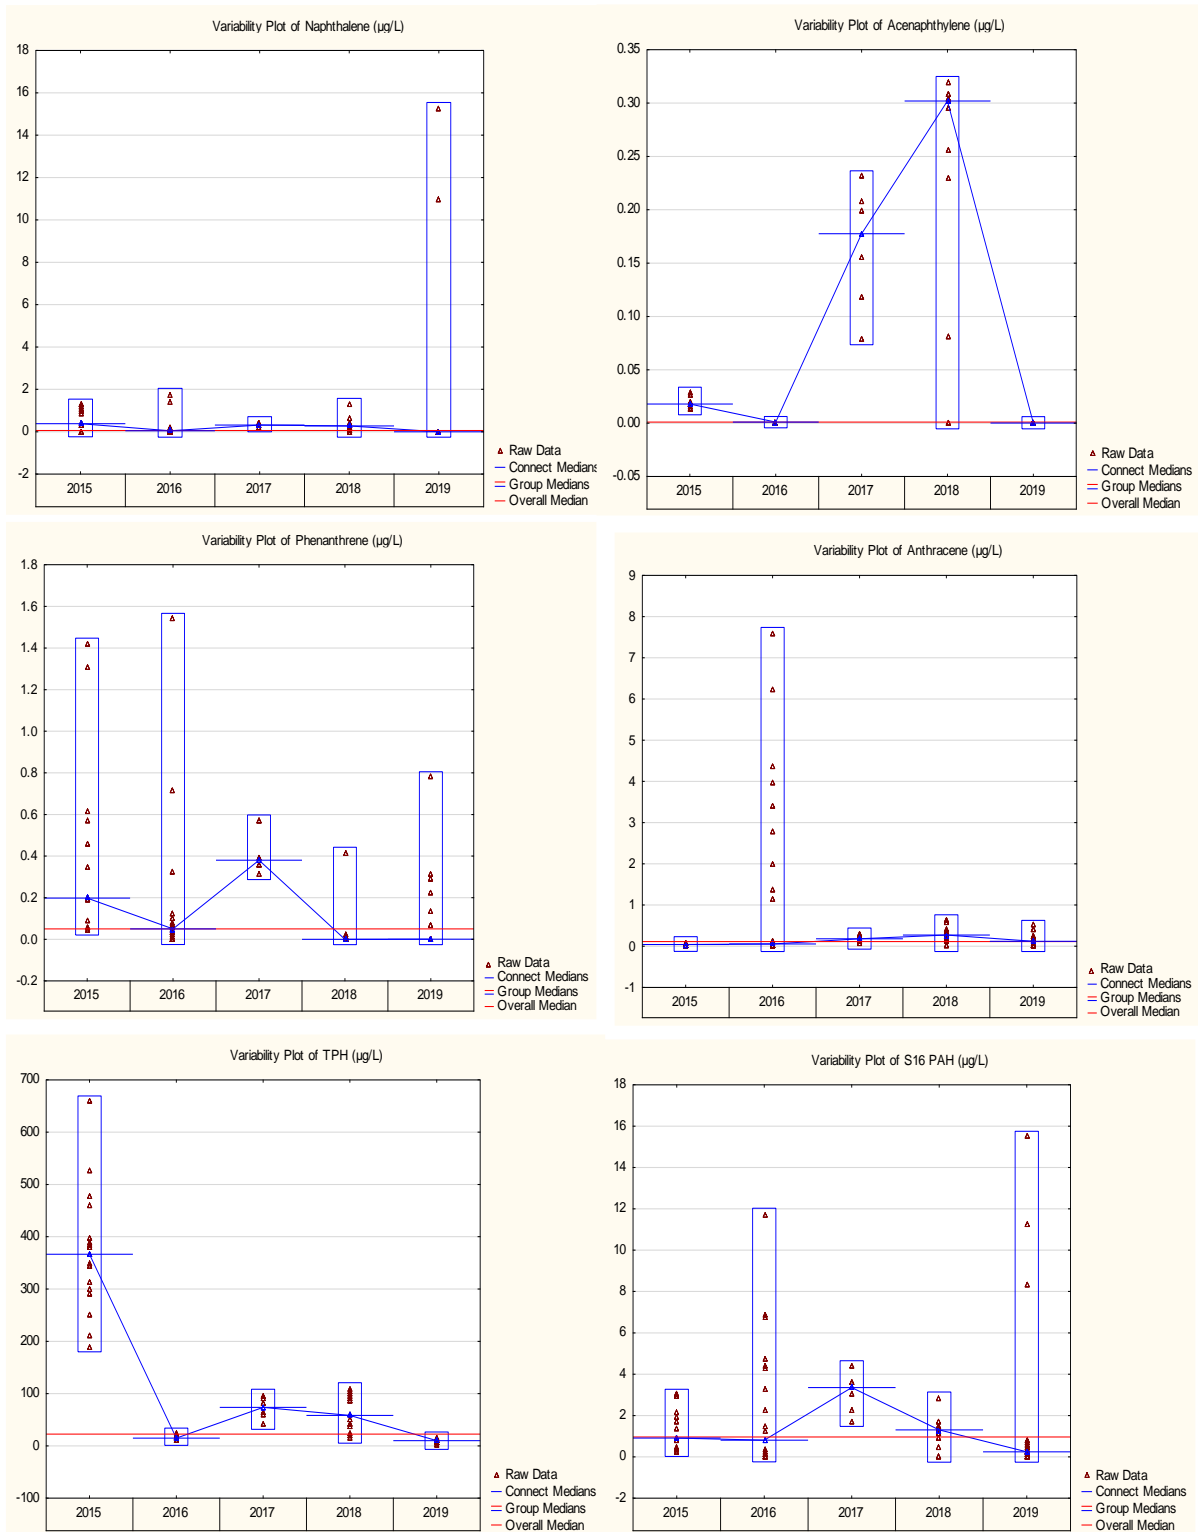 Variability Plot of Naphthalene (µg/L)
18
16
14
12
10
8
6
4
2
0
-2
2015 2016 2017 2018 2019
Raw Data
Connect Medians
Group Medians
Overall Median
Variability Plot of Acenaphthylene (µg/L)
0.35
0.30
0.25
0.20
0.15
0.10
0.05
0.00
-0.05
2015 2016 2017 2018 2019
Raw Data
Connect Medians
Group Medians
Overall Median
Variability Plot of Phenanthrene (µg/L)
1.8
1.6
1.4
1.2
1.0
0.8
0.6
0.4
0.2
0.0
-0.2
2015 2016 2017 2018 2019
Raw Data
Connect Medians
Group Medians
Overall Median
Variability Plot of Anthracene (µg/L)
9
8
7
6
5
4
3
2
1
0
-1
2015 2016 2017 2018 2019
Raw Data
Connect Medians
Group Medians
Overall Median
Variability Plot of TPH (µg/L)
700
600
500
400
300
200
100
0
-100
2015 2016 2017 2018 2019
Raw Data
Connect Medians
Group Medians
Overall Median
Variability Plot of S16 PAH (µg/L)
18
16
14
12
10
8
6
4
2
0
-2
2015 2016 2017 2018 2019
Raw Data
Connect Medians
Group Medians
Overall Median